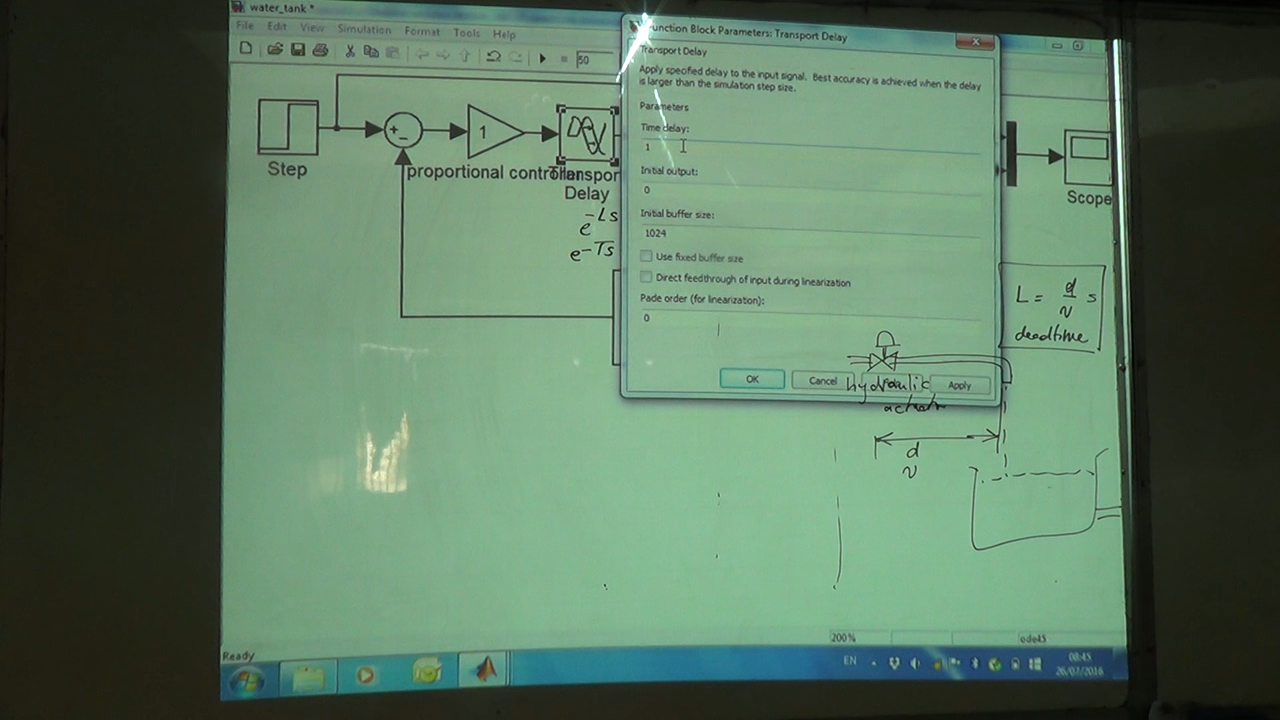 water_tank *
File Edit View Simulation Format Tools Help
50
Function Block Parameters: Transport Delay
Transport Delay
Apply specified delay to the input signal. Best accuracy is achieved when the delay
is larger than the simulation step size.
Parameters
Time delay:
1
Initial output:
0
Initial buffer size:
1024
Use fixed buffer size
Direct feedthrough of input during linearization
Pade order (for linearization):
0
OK Cancel Apply
Step
+
-
1
proportional controller
Transport
Delay
Scope
e^-Ls
e^-Ts
L = d/v s
deadtime
hydraulic
d
v
200% ode45
Ready
EN
08:45
26/07/2016